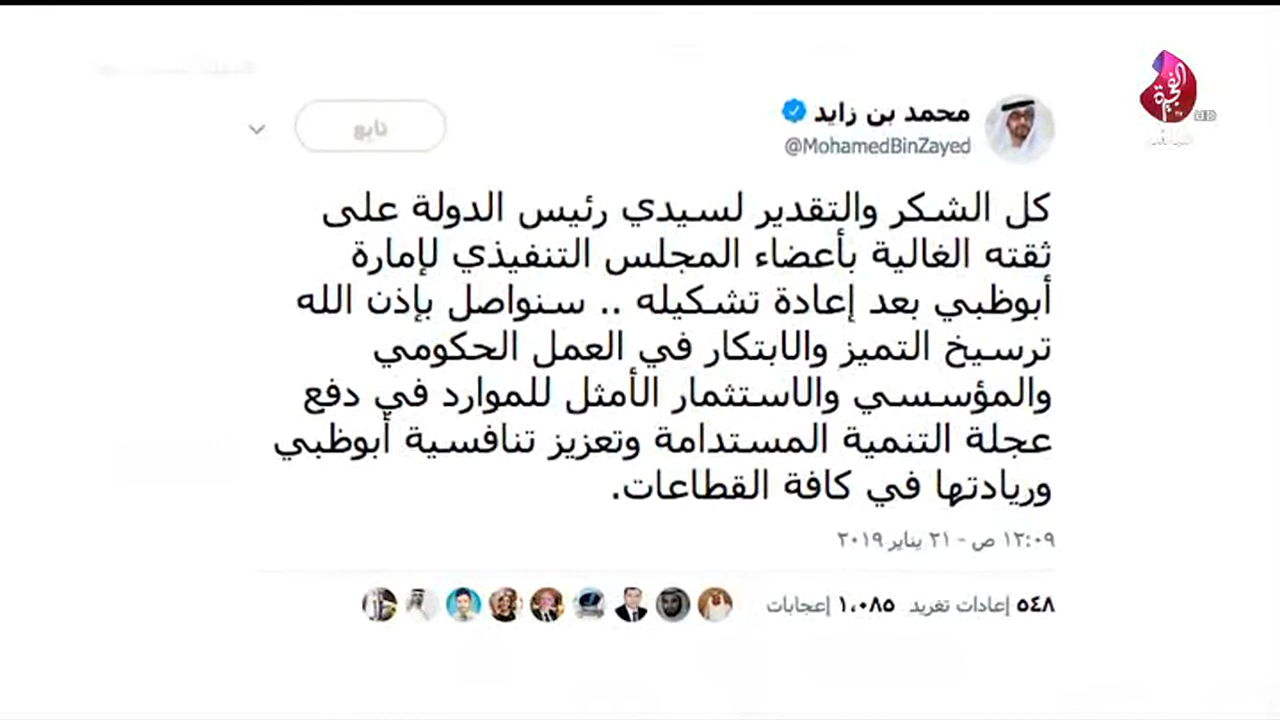 محمد بن زايد
@MohamedBinZayed
تابع
كل الشكر والتقدير لسيدي رئيس الدولة على
ثقته الغالية بأعضاء المجلس التنفيذي لإمارة
أبوظبي بعد إعادة تشكيله .. سنواصل بإذن الله
ترسيخ التميز والابتكار في العمل الحكومي
والمؤسسي والاستثمار الأمثل للموارد في دفع
عجلة التنمية المستدامة وتعزيز تنافسية أبوظبي
وريادتها في كافة القطاعات.
١٢:٠٩ ص - ٢١ يناير ٢٠١٩
٥٤٨ إعادات تغريد ١،٠٨٥ إعجابات
الفجيرة
HD